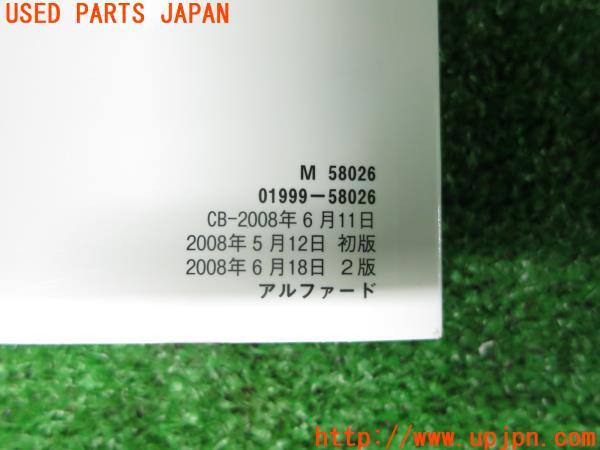 USED PARTS JAPAN
M 58026
01999-58026
CB-2008年6月11日
2008年5月12日 初版
2008年6月18日 2版
アルファード
http://www.upjpn.com